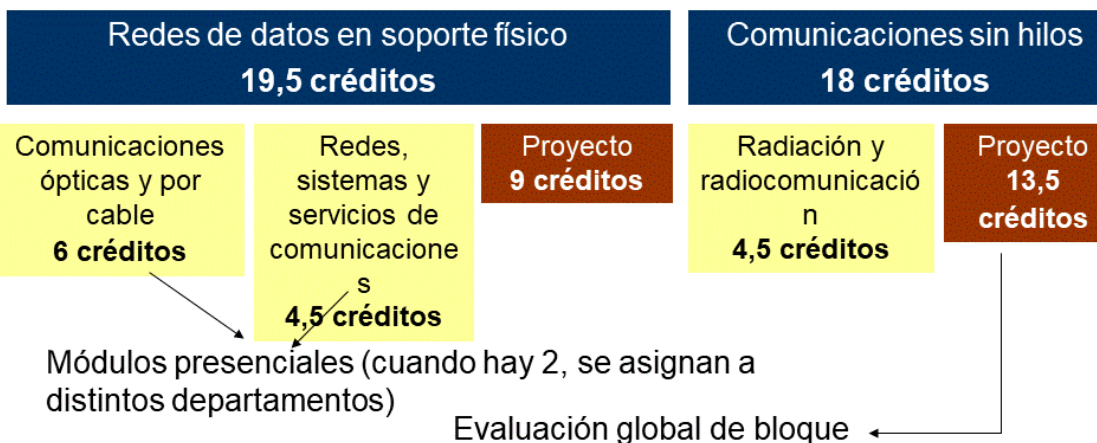 Redes de datos en soporte físico
19,5 créditos
Comunicaciones sin hilos
18 créditos
Comunicaciones
ópticas y por
cable
6 créditos
Redes,
sistemas y
servicios de
comunicacione
s
4,5 créditos
Proyecto
9 créditos
Radiación y
radiocomunicació
n
4,5 créditos
Proyecto
13,5
créditos
Módulos presenciales (cuando hay 2, se asignan a
distintos departamentos)
Evaluación global de bloque